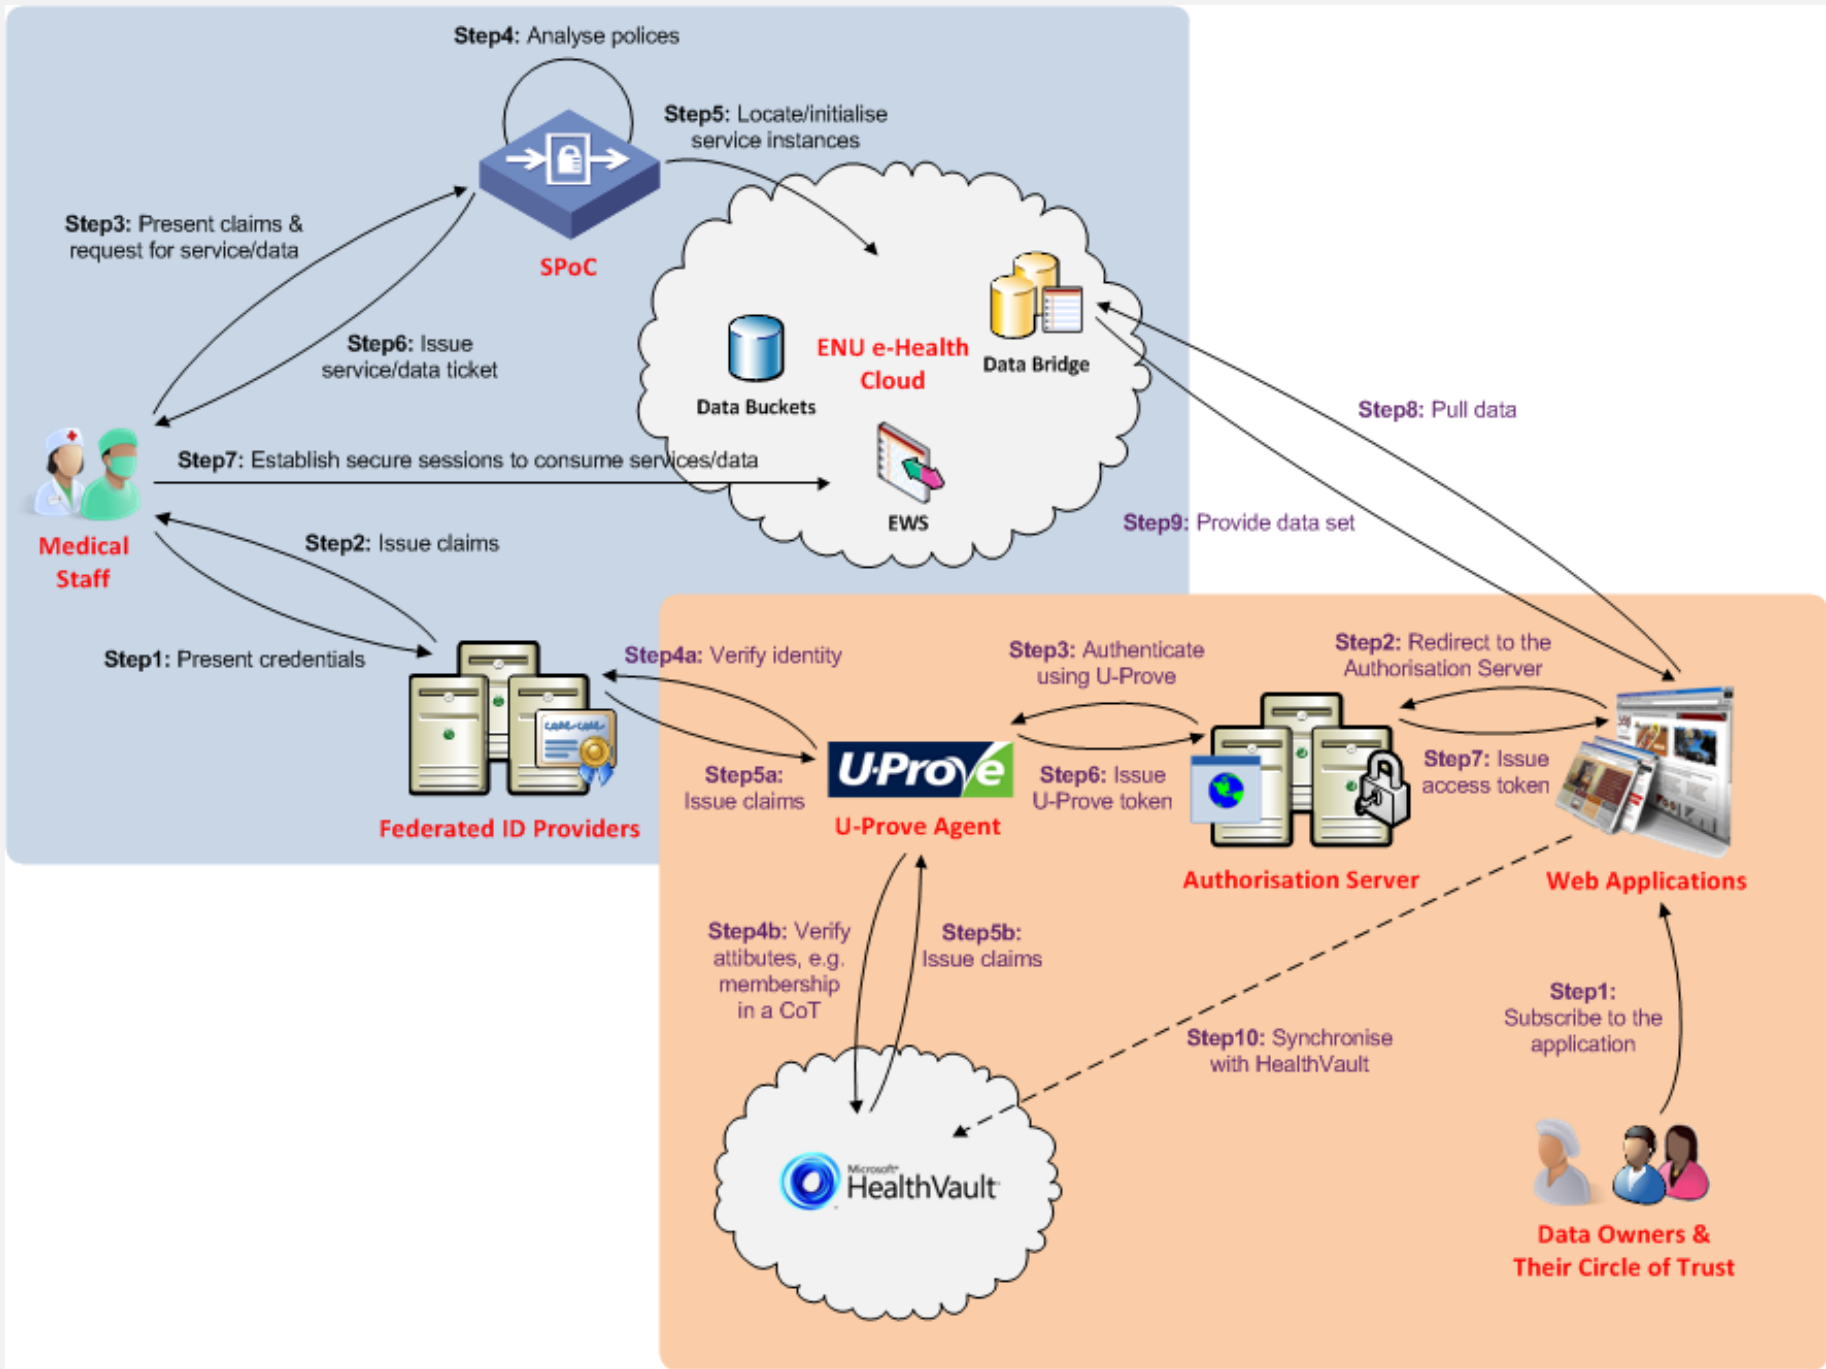 Step4: Analyse polices
Step5: Locate/initialise
service instances
Step3: Present claims &
request for service/data
SPoC
Step6: Issue
service/data ticket
ENU e-Health
Cloud
Data Bridge
Data Buckets
Step8: Pull data
Step7: Establish secure sessions to consume services/data
EWS
Step9: Provide data set
Medical
Staff
Step2: Issue claims
Step1: Present credentials
Step4a: Verify identity
Step3: Authenticate
using U-Prove
Step2: Redirect to the
Authorisation Server
U-Prove
Step5a:
Issue claims
Step6: Issue
U-Prove token
Step7: Issue
access token
Federated ID Providers
U-Prove Agent
Authorisation Server
Web Applications
Step4b: Verify
attibutes, e.g.
membership
in a CoT
Step5b:
Issue claims
Step1:
Subscribe to the
application
Step10: Synchronise
with HealthVault
Microsoft
HealthVault
Data Owners &
Their Circle of Trust